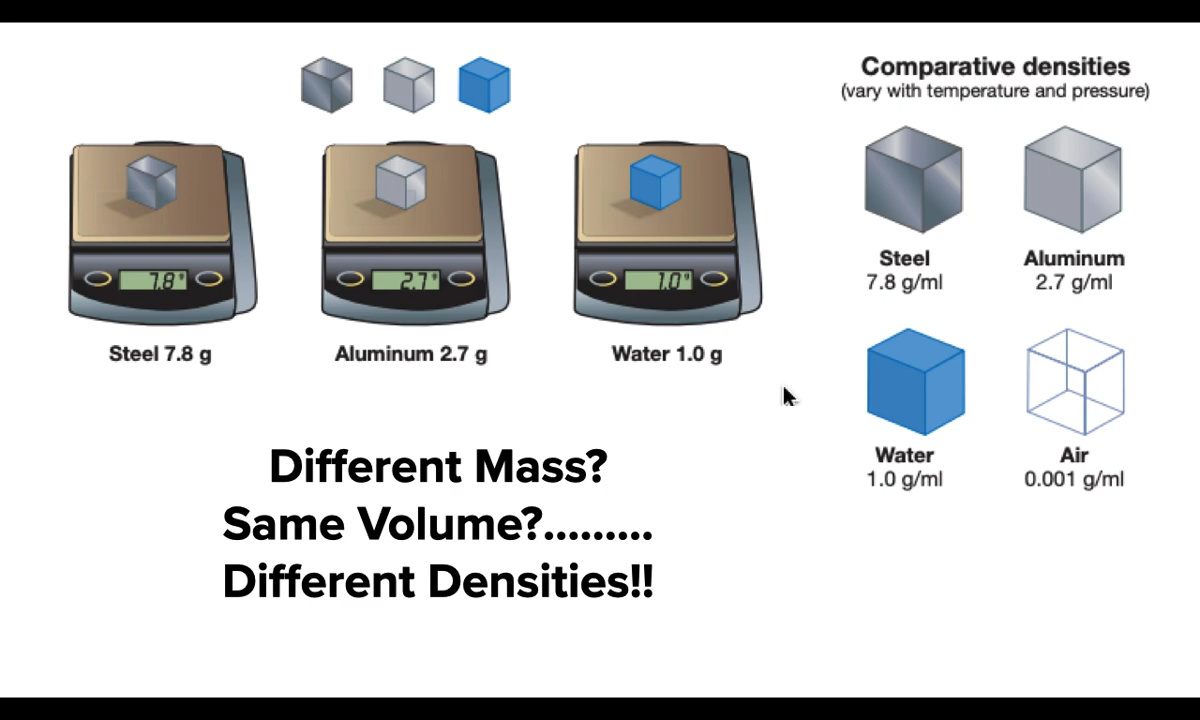 7.8 g
2.7 g
1.0 g
Steel 7.8 g
Aluminum 2.7 g
Water 1.0 g
Different Mass?
Same Volume?.........
Different Densities!!
Comparative densities
(vary with temperature and pressure)
Steel
7.8 g/ml
Aluminum
2.7 g/ml
Water
1.0 g/ml
Air
0.001 g/ml